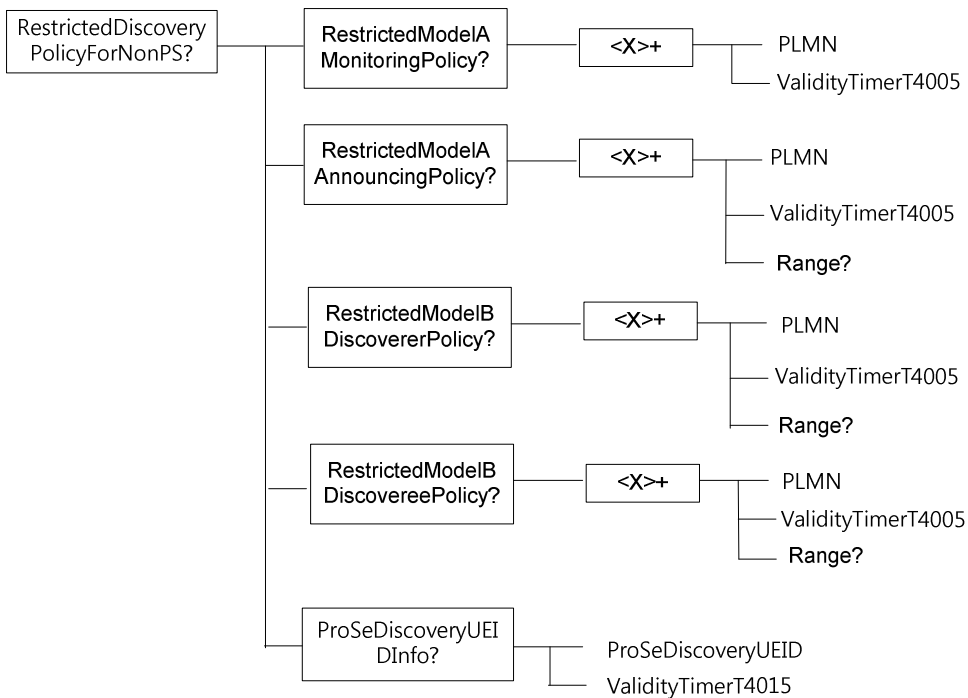 RestrictedDiscovery
PolicyForNonPS?
RestrictedModelA
MonitoringPolicy?
<X>+
PLMN
ValidityTimerT4005
RestrictedModelA
AnnouncingPolicy?
<X>+
PLMN
ValidityTimerT4005
Range?
RestrictedModelB
DiscovererPolicy?
<X>+
PLMN
ValidityTimerT4005
Range?
RestrictedModelB
DiscovereePolicy?
<X>+
PLMN
ValidityTimerT4005
Range?
ProSeDiscoveryUEI
DInfo?
ProSeDiscoveryUEID
ValidityTimerT4015